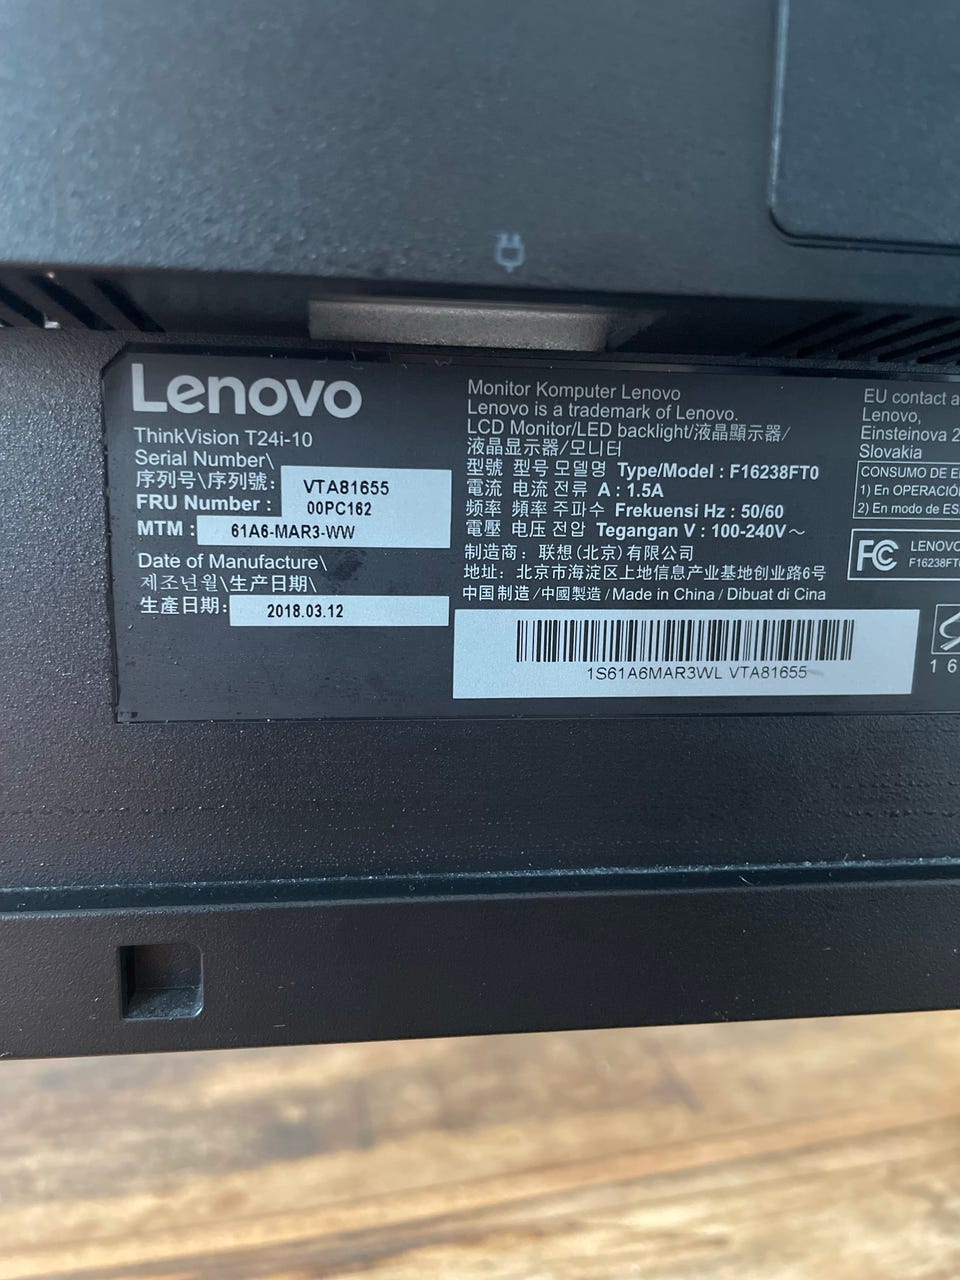 Lenovo
ThinkVision T24i-10
Serial Number\
序列号\序列號: VTA81655
FRU Number : 00PC162
MTM : 61A6-MAR3-WW
Date of Manufacture\
제조년월\生产日期\
生產日期: 2018.03.12
Monitor Komputer Lenovo
Lenovo is a trademark of Lenovo.
LCD Monitor/LED backlight/液晶顯示器/
液晶显示器/모니터
型號 型号 모델명 Type/Model : F16238FT0
電流 电流 전류 A : 1.5A
频率 頻率 주파수 Frekuensi Hz : 50/60
電壓 电压 전압 Tegangan V : 100-240V～
制造商：联想(北京)有限公司
地址：北京市海淀区上地信息产业基地创业路6号
中国制造/中國製造/Made in China / Dibuat di Cina
1S61A6MAR3WL VTA81655
EU contact a
Lenovo,
Einsteinova 2
Slovakia
CONSUMO DE E
1) En OPERACIÓ
2) En modo de ES
FC
LENOVO
F16238FT
1 6